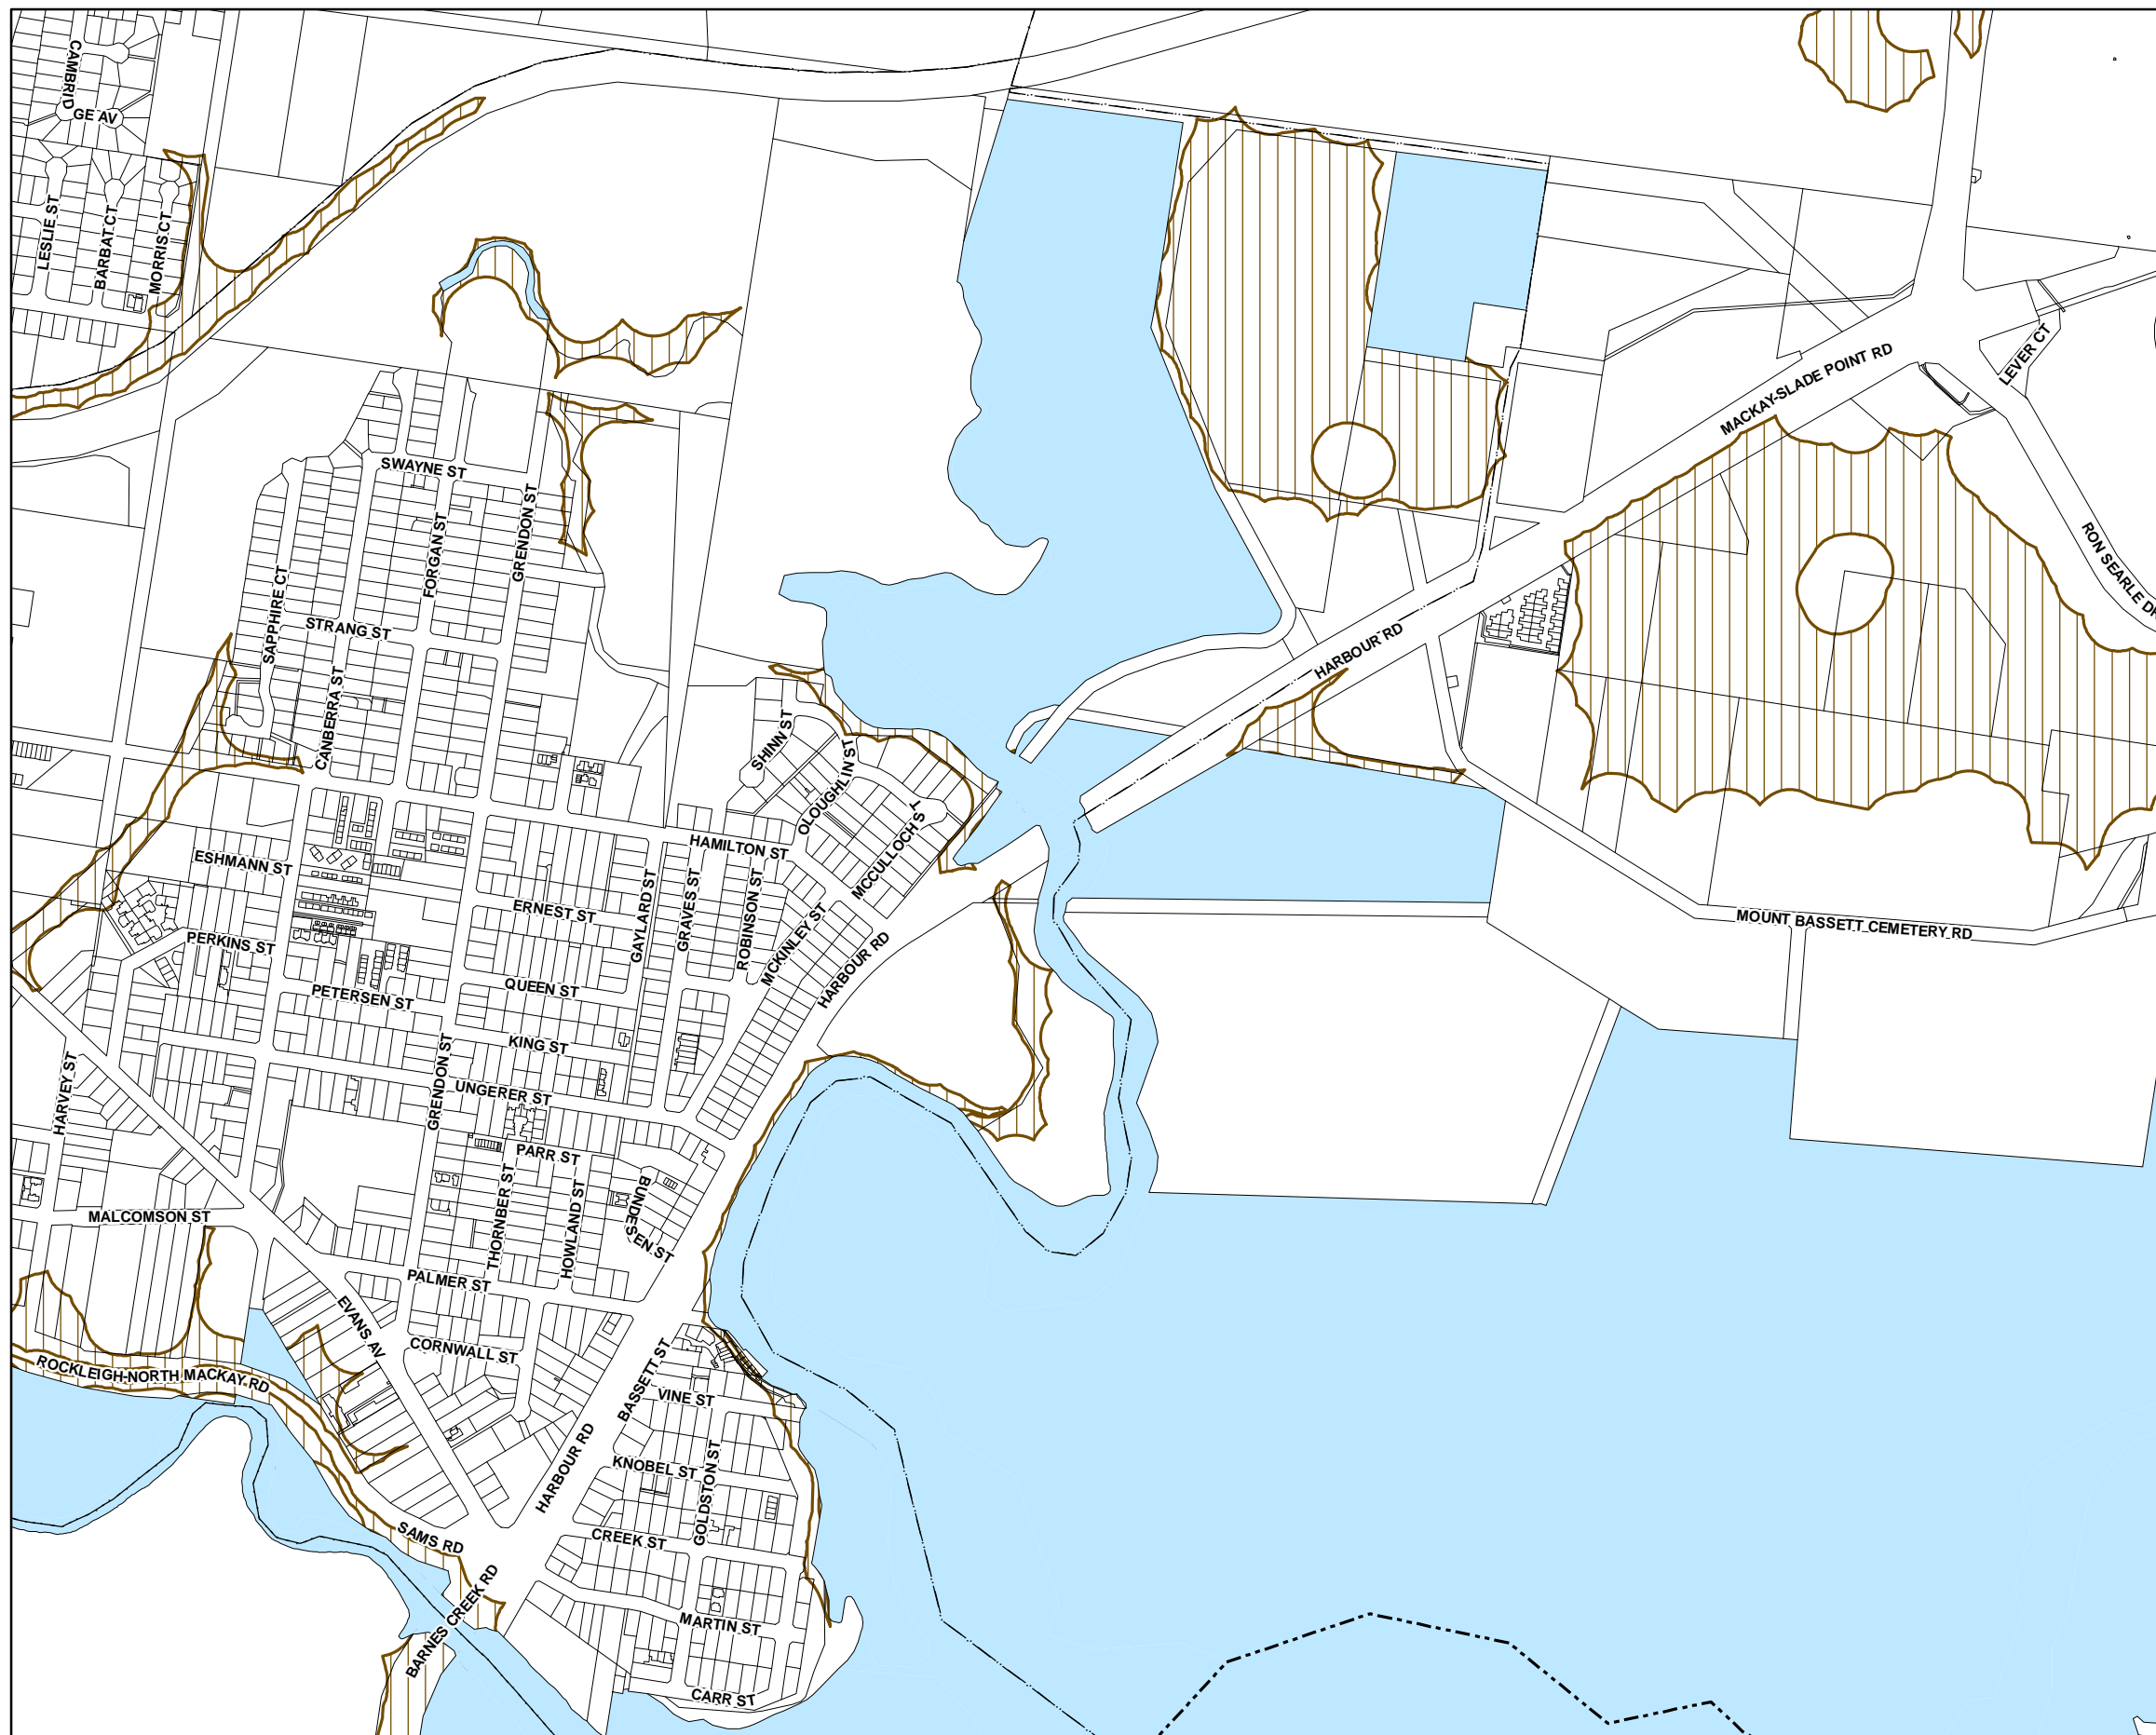 CAMBRID
GE AV
LESLIE ST
BARBAT CT
MORRIS CT
LEVER CT
MACKAY-SLADE POINT RD
SWAYNE ST
FORGAN ST
GRENDON ST
RON SEARLE DR
SAPPHIRE CT
STRANG ST
HARBOUR RD
CANBERRA ST
SHINN ST
OLOUGHLIN ST
MCCULLOCH ST
HAMILTON ST
ESHMANN ST
GAYLARD ST
GRAVES ST
ROBINSON ST
ERNEST ST
MCKINLEY ST
MOUNT BASSETT CEMETERY RD
PERKINS ST
HARBOUR RD
PETERSEN ST
QUEEN ST
KING ST
HARVEY ST
GRENDON ST
UNGERER ST
PARR ST
THORNBER ST
HOWLAND ST
BUNDES
EN ST
MALCOMSON ST
PALMER ST
EVANS AV
CORNWALL ST
ROCKLEIGH-NORTH MACKAY RD
BASSETT ST
VINE ST
HARBOUR RD
KNOBEL ST
GOLDSTON ST
SAMS RD
CREEK ST
BARNES CREEK RD
MARTIN ST
CARR ST